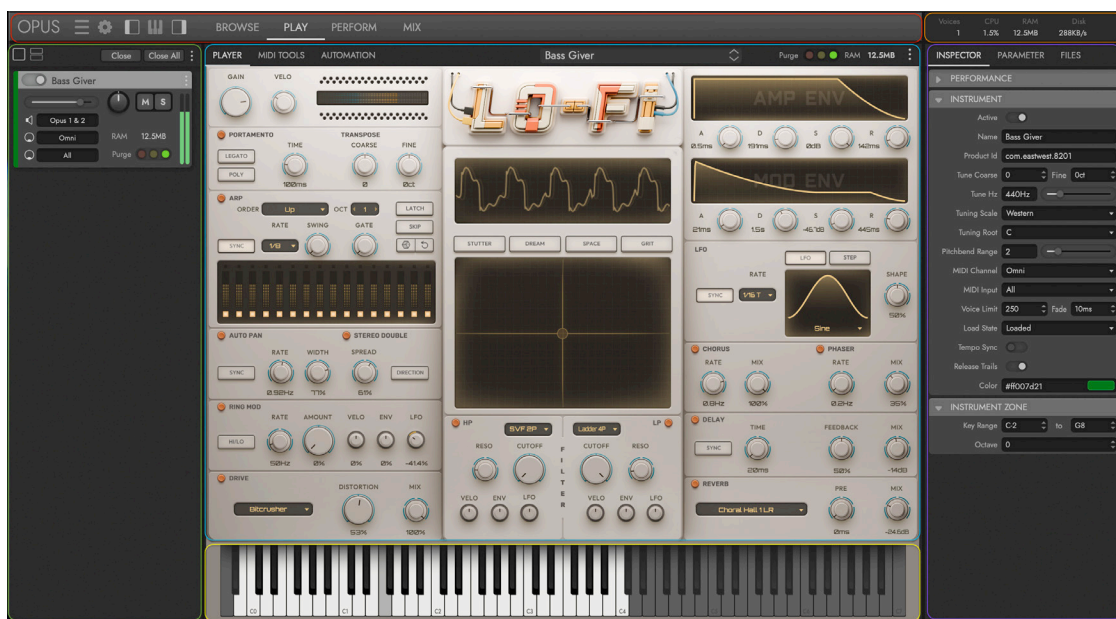 OPUS BROWSE PLAY PERFORM MIX
Voices CPU RAM Disk
1 1.5% 12.5MB 288KB/s
Close Close All
Bass Giver
M S
Opus 1 & 2
Omni RAM 12.5MB
All Purge
PLAYER MIDI TOOLS AUTOMATION Bass Giver Purge RAM 12.5MB
GAIN VELO
PORTAMENTO TRANSPOSE
TIME COARSE FINE
LEGATO
POLY
100ms 0 0ct
ARP
ORDER Up OCT 1 LATCH
RATE SWING GATE SKIP
SYNC 1/8
AUTO PAN STEREO DOUBLE
RATE WIDTH SPREAD
SYNC DIRECTION
0.92Hz 77% 61%
RING MOD
RATE AMOUNT VELO ENV LFO
HI/LO
50Hz 0% 0% 0% -41.4%
DRIVE
DISTORTION MIX
Bitcrusher
53% 100%
LO-Fi
STUTTER DREAM SPACE GRIT
HP SVF 2P Ladder 4P LP
RESO CUTOFF CUTOFF RESO
FILTER
VELO ENV LFO VELO ENV LFO
AMP ENV
A D S R
0.5ms 191ms 0dB 142ms
MOD ENV
A D S R
21ms 1.5s -46.7dB 445ms
LFO LFO STEP
RATE SHAPE
SYNC 1/16 T
Sine 50%
CHORUS PHASER
RATE MIX RATE MIX
0.8Hz 100% 0.2Hz 35%
DELAY
TIME FEEDBACK MIX
SYNC
20ms 50% -14dB
REVERB
PRE MIX
Choral Hall 1 LR
0ms -24.5dB
C0 C1 C2 C3 C4
INSPECTOR PARAMETER FILES
PERFORMANCE
INSTRUMENT
Active
Name Bass Giver
Product Id com.eastwest.8201
Tune Coarse 0 Fine 0ct
Tune Hz 440Hz
Tuning Scale Western
Tuning Root C
Pitchbend Range 2
MIDI Channel Omni
MIDI Input All
Voice Limit 250 Fade 10ms
Load State Loaded
Tempo Sync
Release Trails
Color #ff007d21
INSTRUMENT ZONE
Key Range C-2 to G8
Octave 0